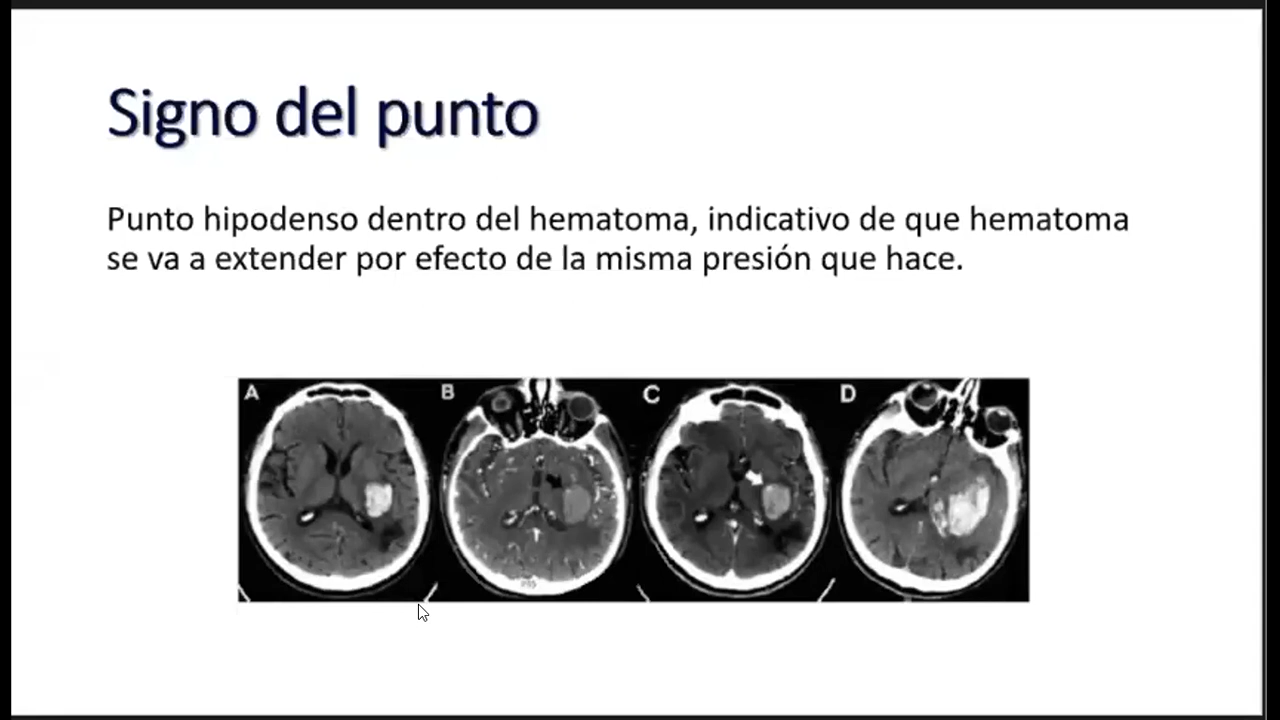 Signo del punto
Punto hipodenso dentro del hematoma, indicativo de que hematoma
se va a extender por efecto de la misma presión que hace.
A B C D